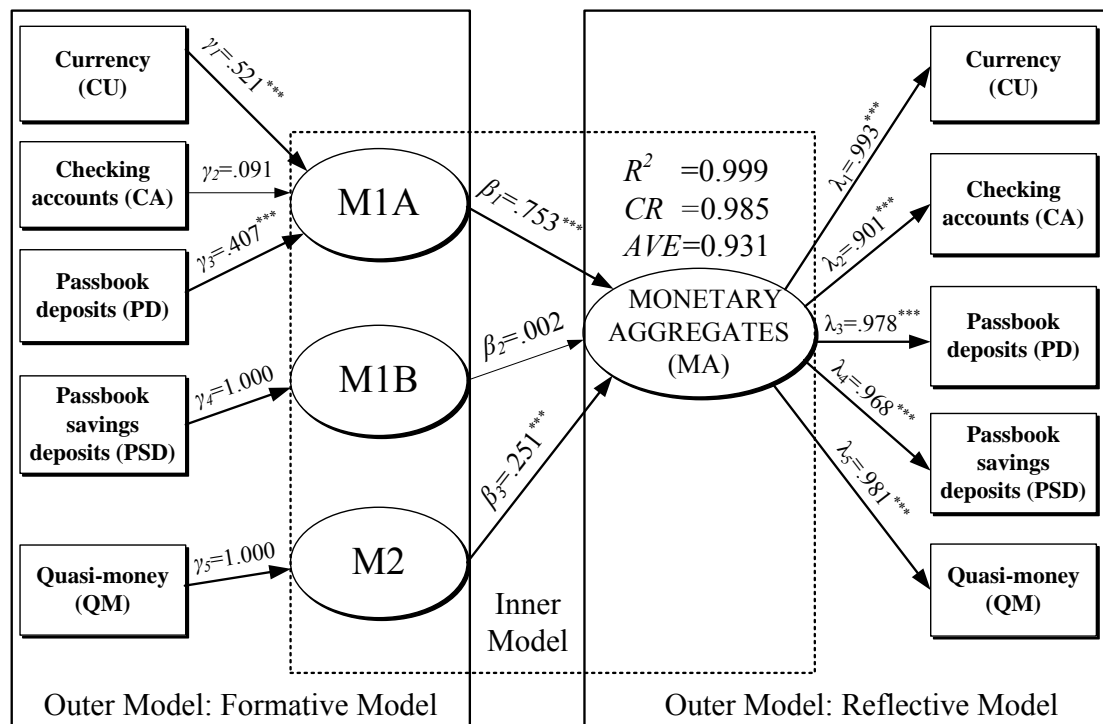 Currency
(CU)
Checking
accounts (CA)
Passbook
deposits (PD)
Passbook
savings
deposits (PSD)
Quasi-money
(QM)
γ1=.521***
γ2=.091
γ3=.407***
γ4=1.000
γ5=1.000
M1A
M1B
M2
β1=.753***
β2=.002
β3=.251***
Inner
Model
R² =0.999
CR =0.985
AVE=0.931
MONETARY
AGGREGATES
(MA)
λ1=.993***
λ2=.901***
λ3=.978***
λ4=.968***
λ5=.981***
Currency
(CU)
Checking
accounts (CA)
Passbook
deposits (PD)
Passbook
savings
deposits (PSD)
Quasi-money
(QM)
Outer Model: Formative Model
Outer Model: Reflective Model